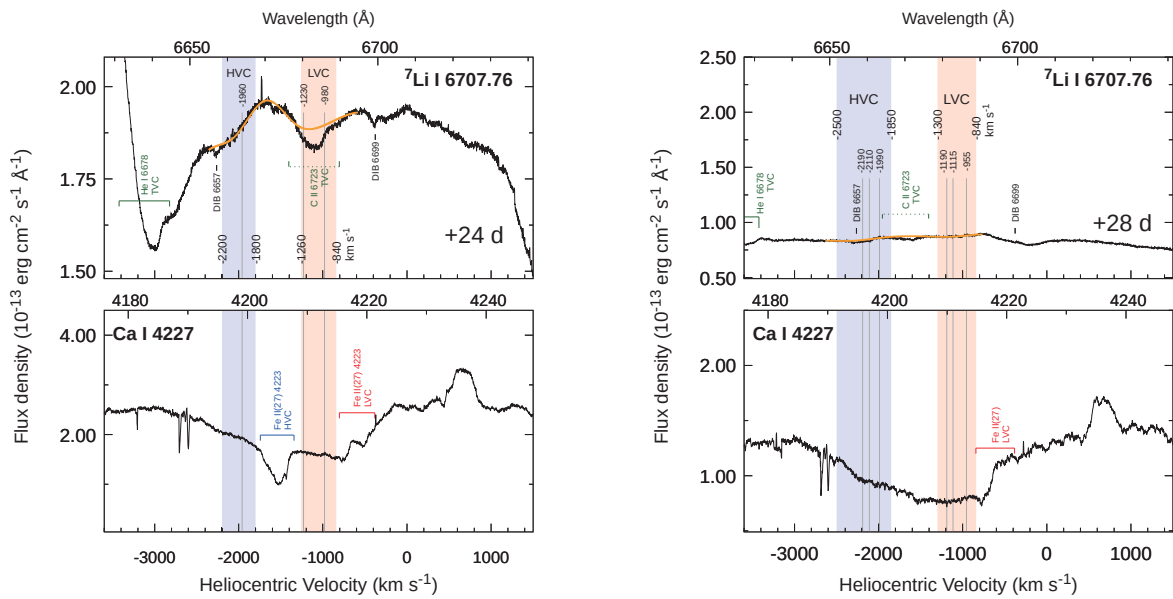 Wavelength (Å)
6650
6700
2.00
1.75
1.50
HVC
LVC
⁷Li I 6707.76
-1960
-1230
-980
He I 6678
TVC
DIB 6657
C II 6723
TVC
DIB 6699
+24 d
-2200
-1800
-1260
-840
km s⁻¹
4180
4200
4220
4240
Ca I 4227
4.00
2.00
Fe II(27) 4223
HVC
Fe II(27) 4223
LVC
Flux density (10⁻¹³ erg cm⁻² s⁻¹ Å⁻¹)
-3000
-2000
-1000
0
1000
Heliocentric Velocity (km s⁻¹)
Wavelength (Å)
6650
6700
2.50
2.00
1.50
1.00
0.50
⁷Li I 6707.76
HVC
LVC
-2500
-1850
-1300
-840
km s⁻¹
-2190
-2110
-1990
-1190
-1115
-955
He I 6678
TVC
DIB 6657
C II 6723
TVC
DIB 6699
+28 d
4180
4200
4220
4240
Ca I 4227
2.00
1.00
Fe II(27)
LVC
Flux density (10⁻¹³ erg cm⁻² s⁻¹ Å⁻¹)
-3000
-2000
-1000
0
1000
Heliocentric Velocity (km s⁻¹)